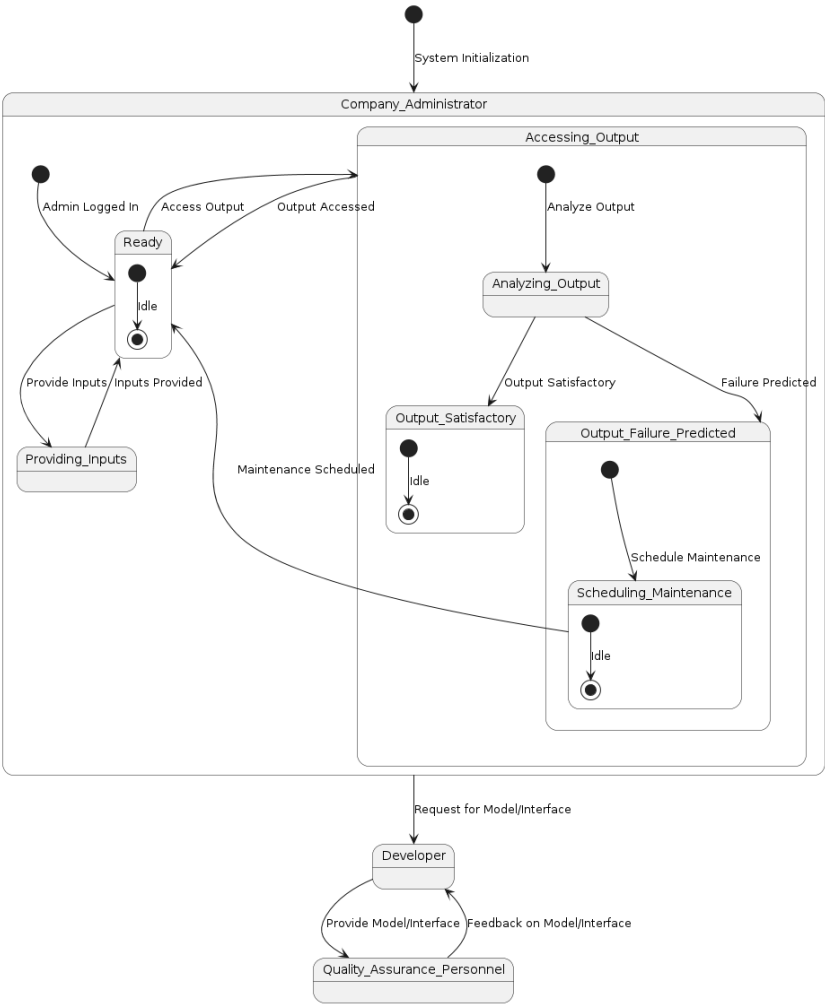 System Initialization
Company_Administrator
Accessing_Output
Admin Logged In
Access Output
Output Accessed
Analyze Output
Ready
Idle
Analyzing_Output
Provide Inputs
Inputs Provided
Output Satisfactory
Failure Predicted
Output_Satisfactory
Idle
Output_Failure_Predicted
Providing_Inputs
Maintenance Scheduled
Schedule Maintenance
Scheduling_Maintenance
Idle
Request for Model/Interface
Developer
Provide Model/Interface
Feedback on Model/Interface
Quality_Assurance_Personnel